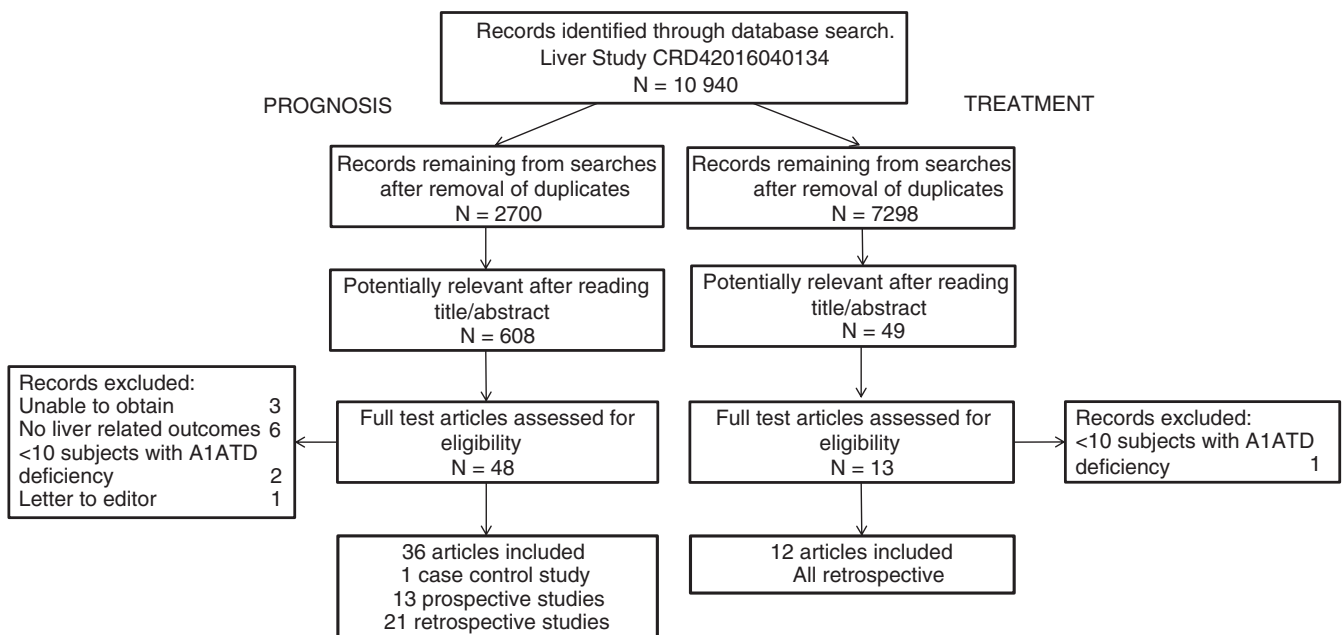 Records identified through database search.
Liver Study CRD42016040134
N = 10 940
PROGNOSIS
TREATMENT
Records remaining from searches
after removal of duplicates
N = 2700
Records remaining from searches
after removal of duplicates
N = 7298
Potentially relevant after reading
title/abstract
N = 608
Potentially relevant after reading
title/abstract
N = 49
Records excluded:
Unable to obtain 3
No liver related outcomes 6
<10 subjects with A1ATD
deficiency 2
Letter to editor 1
Full test articles assessed for
eligibility
N = 48
Full test articles assessed for
eligibility
N = 13
Records excluded:
<10 subjects with A1ATD
deficiency 1
36 articles included
1 case control study
13 prospective studies
21 retrospective studies
12 articles included
All retrospective